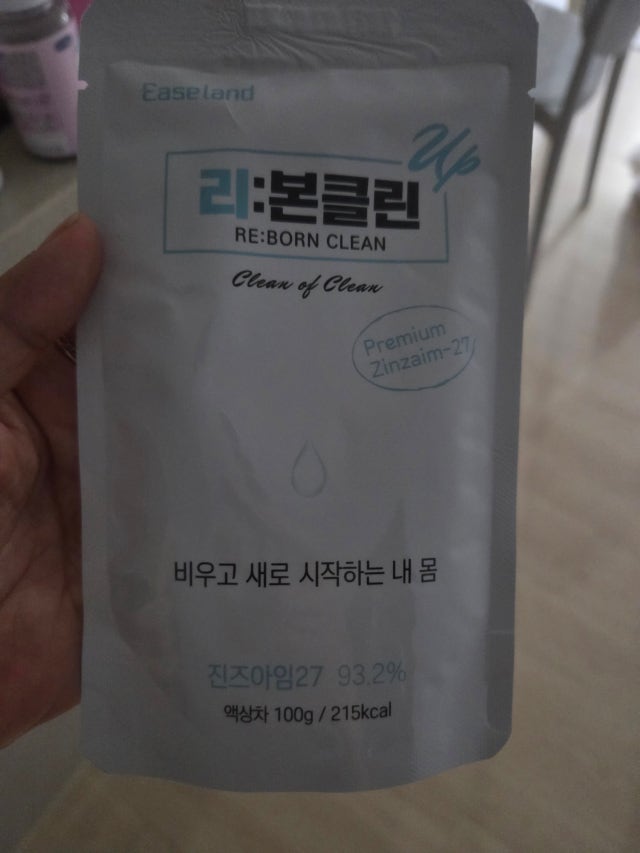 Easeland
Up
리:본클린
RE:BORN CLEAN
Clean of Clean
Premium
Zinzaim-27
비우고 새로 시작하는 내 몸
진즈아임27 93.2%
액상차 100g / 215kcal